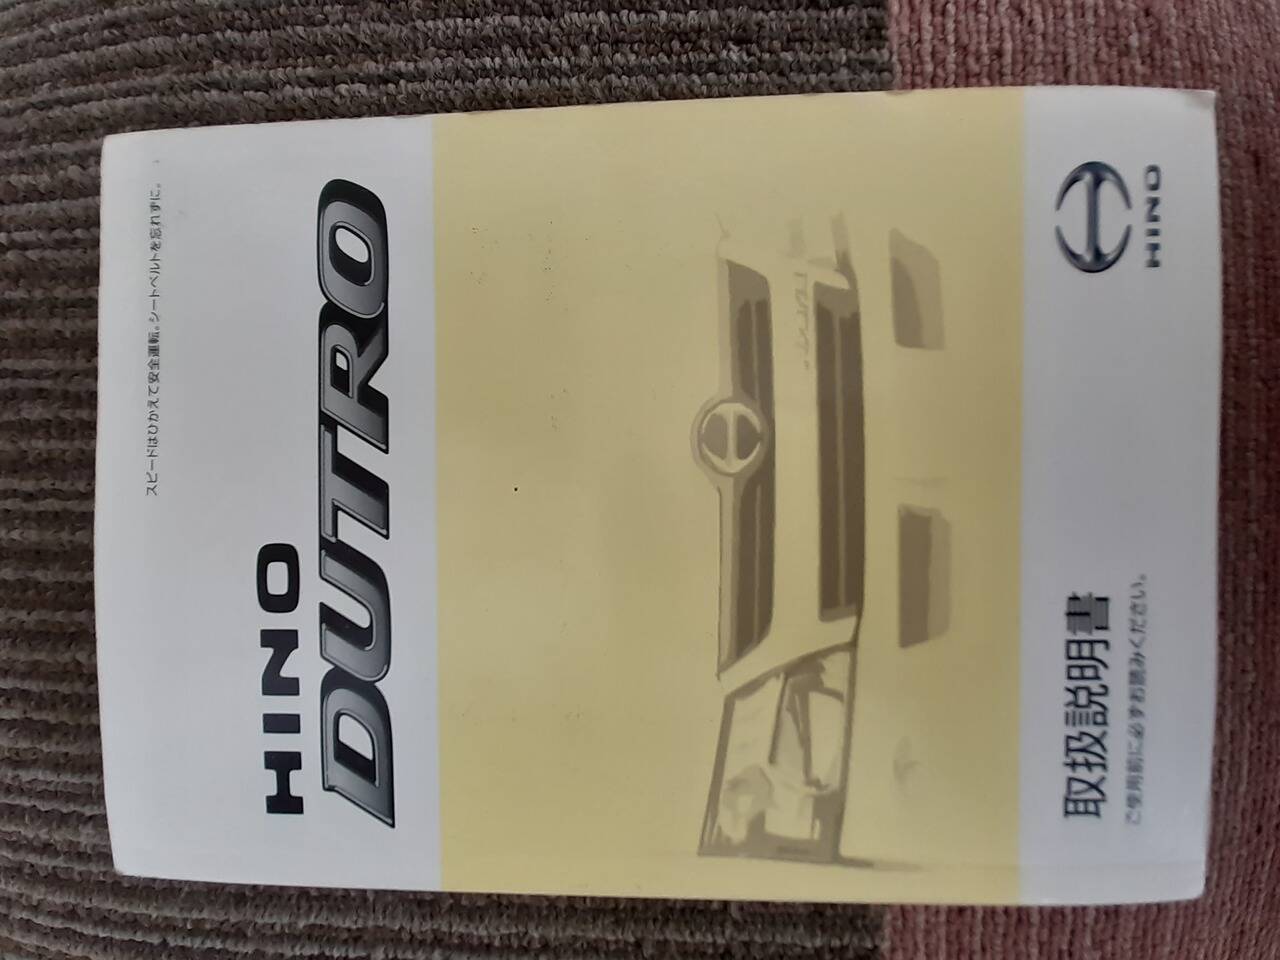 スピードはひかえて安全運転。シートベルトを忘れずに。
HINO
DUTRO
取扱説明書
ご使用前に必ずお読みください。
HINO